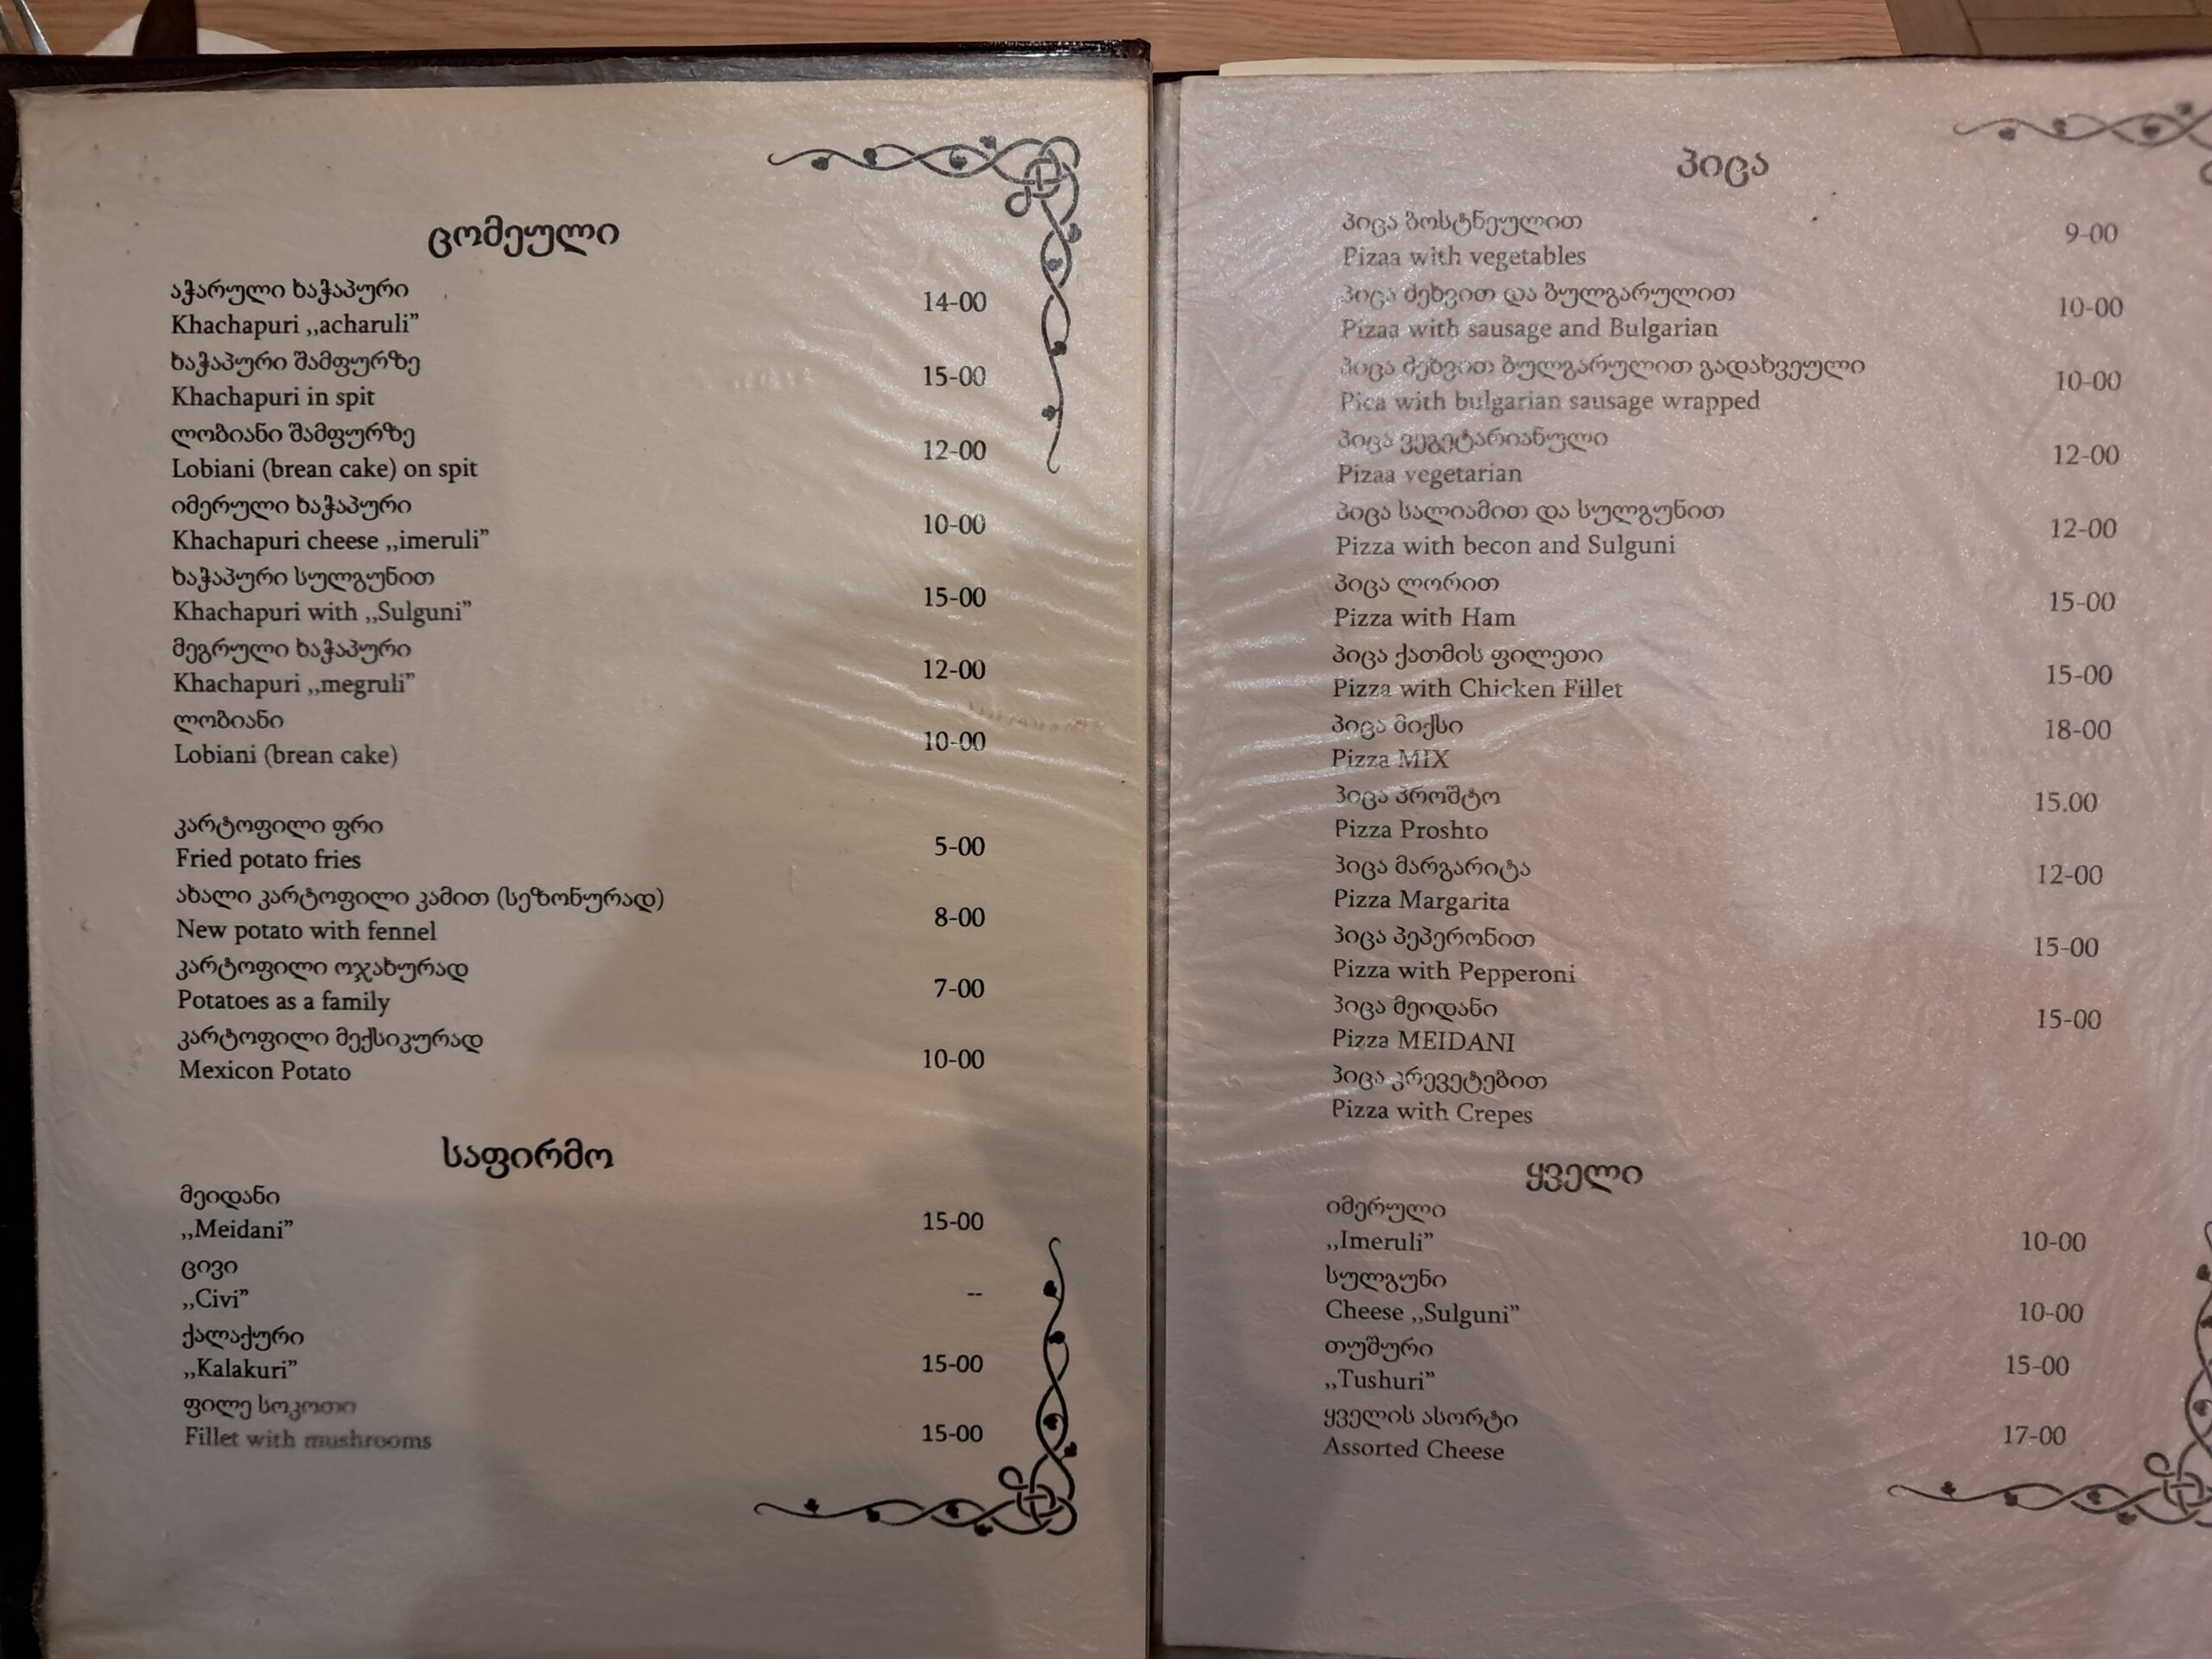 ცომეული
აჭარული ხაჭაპური
Khachapuri ,,acharuli”
14-00
ხაჭაპური შამფურზე
Khachapuri in spit
15-00
ლობიანი შამფურზე
Lobiani (brean cake) on spit
12-00
იმერული ხაჭაპური
Khachapuri cheese ,,imeruli”
10-00
ხაჭაპური სულგუნით
Khachapuri with ,,Sulguni”
15-00
მეგრული ხაჭაპური
Khachapuri ,,megruli”
12-00
ლობიანი
Lobiani (brean cake)
10-00
კარტოფილი ფრი
Fried potato fries
5-00
ახალი კარტოფილი კამით (სეზონურად)
New potato with fennel
8-00
კარტოფილი ოჯახურად
Potatoes as a family
7-00
კარტოფილი მექსიკურად
Mexicon Potato
10-00
საფირმო
მეიდანი
,,Meidani”
15-00
ცივი
,,Civi”
--
ქალაქური
,,Kalakuri”
15-00
ფილე სოკოთი
Fillet with mushrooms
15-00
პიცა
პიცა ბოსტნეულით
Pizaa with vegetables
9-00
პიცა ძეხვით და ბულგარულით
Pizaa with sausage and Bulgarian
10-00
პიცა ძეხვით ბულგარულით გადახვეული
Pica with bulgarian sausage wrapped
10-00
პიცა ვეგეტარიანული
Pizaa vegetarian
12-00
პიცა სალიამით და სულგუნით
Pizza with becon and Sulguni
12-00
პიცა ლორით
Pizza with Ham
15-00
პიცა ქათმის ფილეთი
Pizza with Chicken Fillet
15-00
პიცა მიქსი
Pizza MIX
18-00
პიცა პროშტო
Pizza Proshto
15.00
პიცა მარგარიტა
Pizza Margarita
12-00
პიცა პეპერონით
Pizza with Pepperoni
15-00
პიცა მეიდანი
Pizza MEIDANI
15-00
პიცა კრევეტებით
Pizza with Crepes
ყველი
იმერული
,,Imeruli”
10-00
სულგუნი
Cheese ,,Sulguni”
10-00
თუშური
,,Tushuri”
15-00
ყველის ასორტი
Assorted Cheese
17-00